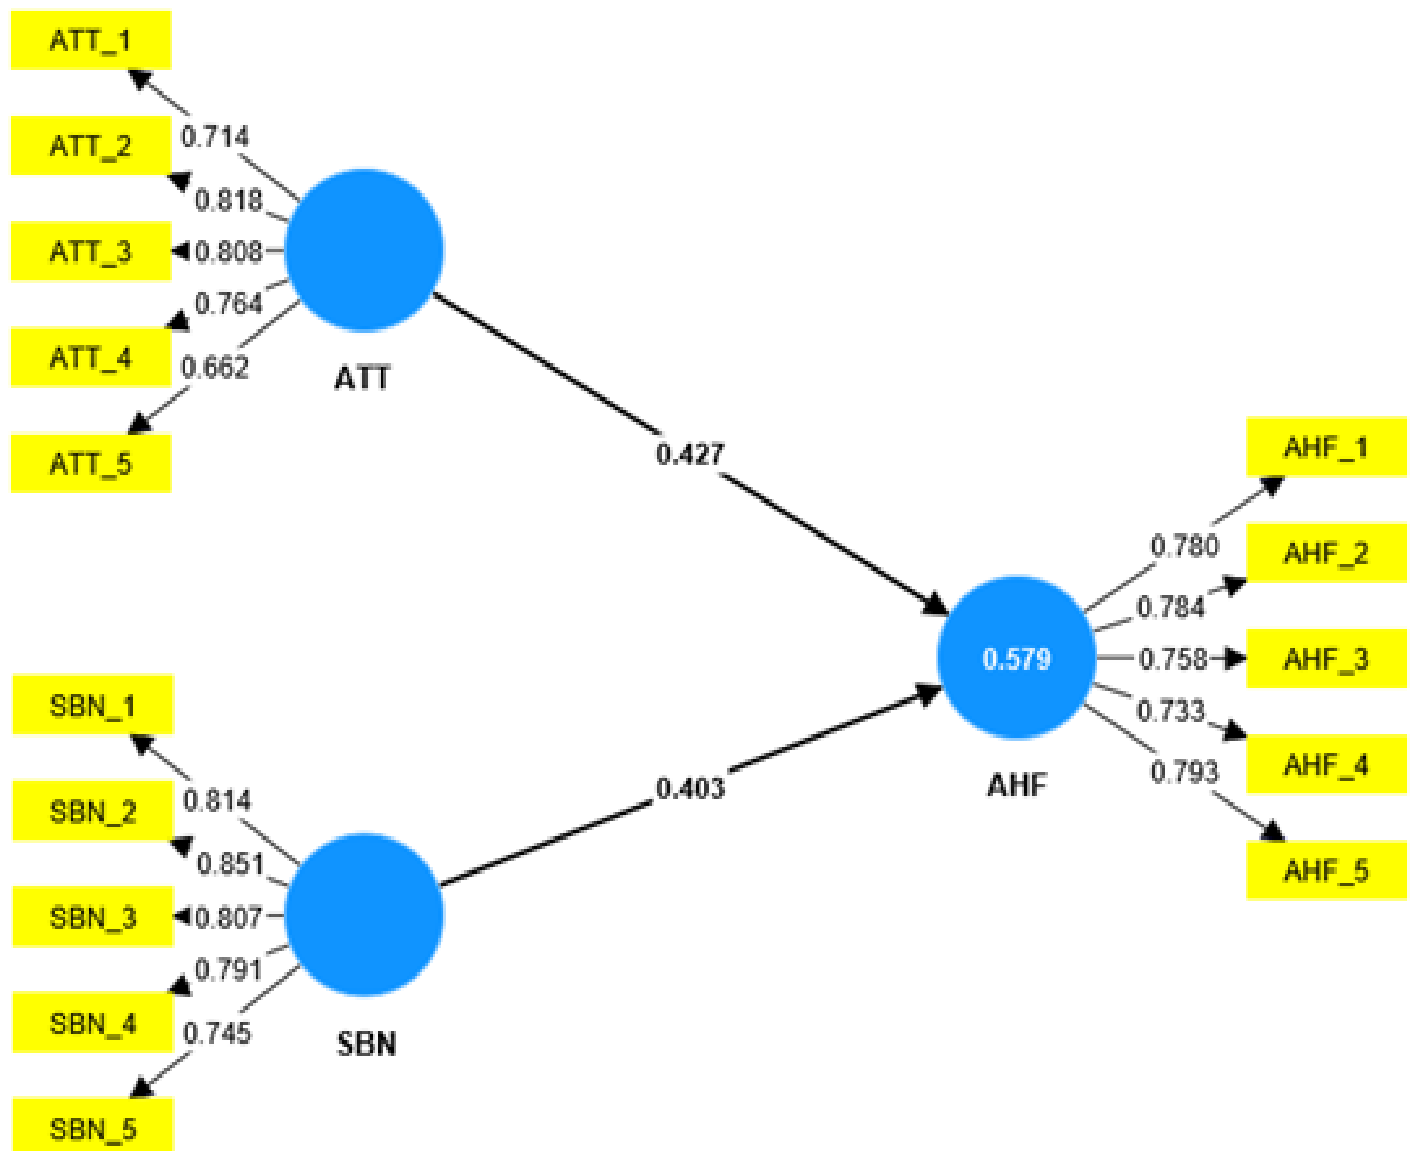 ATT_1
ATT_2
ATT_3
ATT_4
ATT_5
0.714
0.818
0.808
0.764
0.662
ATT
0.427
SBN_1
SBN_2
SBN_3
SBN_4
SBN_5
0.814
0.851
0.807
0.791
0.745
SBN
0.403
0.579
AHF
0.780
0.784
0.758
0.733
0.793
AHF_1
AHF_2
AHF_3
AHF_4
AHF_5